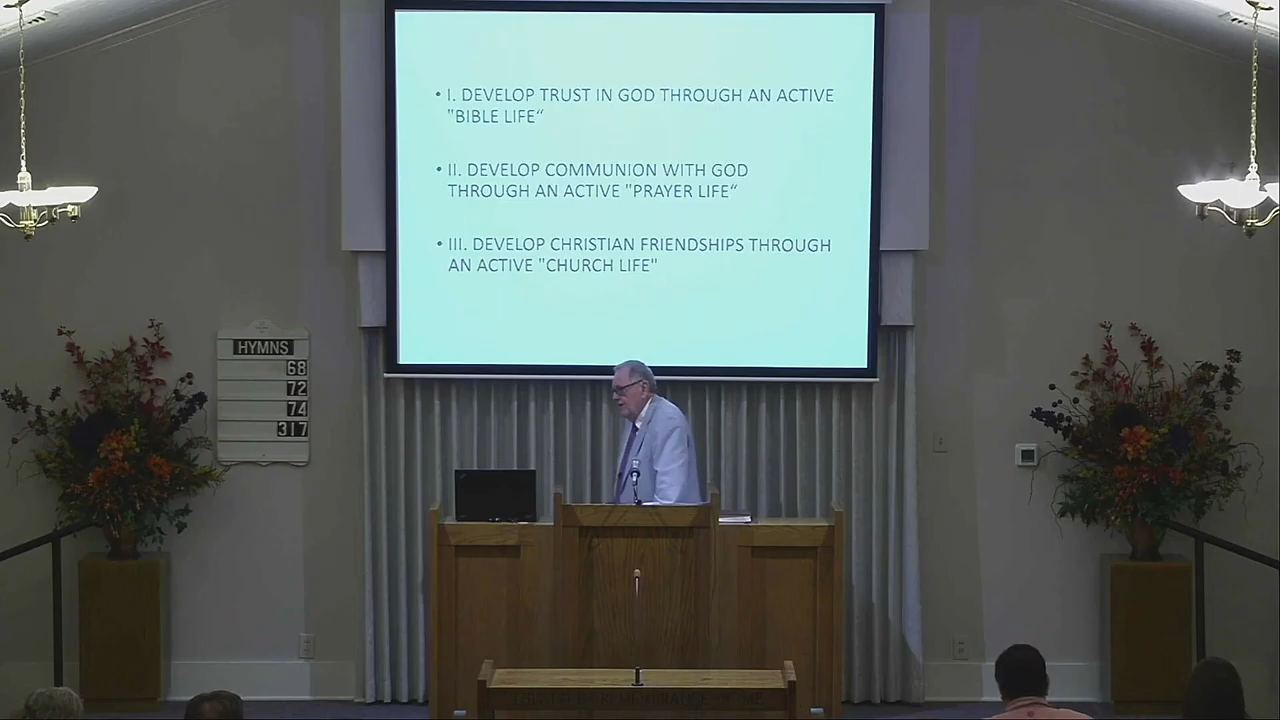 • I. DEVELOP TRUST IN GOD THROUGH AN ACTIVE
"BIBLE LIFE“
• II. DEVELOP COMMUNION WITH GOD
THROUGH AN ACTIVE "PRAYER LIFE“
• III. DEVELOP CHRISTIAN FRIENDSHIPS THROUGH
AN ACTIVE "CHURCH LIFE"
HYMNS
68
72
74
317